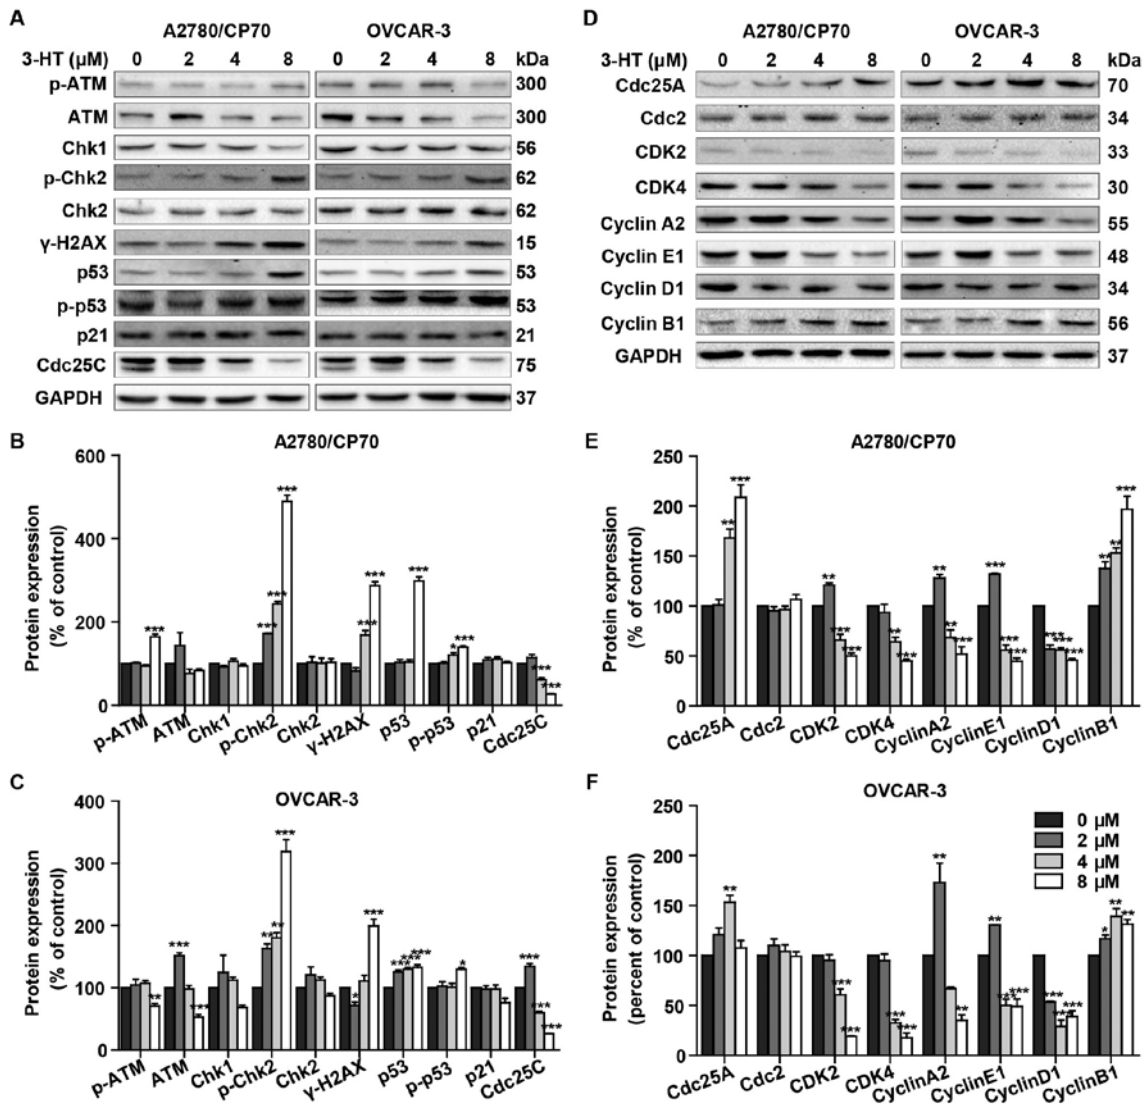 A
A2780/CP70 OVCAR-3
3-HT (µM) 0 2 4 8 0 2 4 8 kDa
p-ATM 300
ATM 300
Chk1 56
p-Chk2 62
Chk2 62
γ-H2AX 15
p53 53
p-p53 53
p21 21
Cdc25C 75
GAPDH 37
D
A2780/CP70 OVCAR-3
3-HT (µM) 0 2 4 8 0 2 4 8 kDa
Cdc25A 70
Cdc2 34
CDK2 33
CDK4 30
Cyclin A2 55
Cyclin E1 48
Cyclin D1 34
Cyclin B1 56
GAPDH 37
B
A2780/CP70
Protein expression
(% of control)
600
400
200
0
*** *** *** *** *** *** *** * *** *** ***
p-ATM ATM Chk1 p-Chk2 Chk2 γ-H2AX p53 p-p53 p21 Cdc25C
E
A2780/CP70
Protein expression
(% of control)
250
200
150
100
50
0
** *** ** *** *** ** *** ** ** *** *** *** *** *** *** *** ** ** ***
Cdc25A Cdc2 CDK2 CDK4 CyclinA2 CyclinE1 CyclinD1 CyclinB1
C
OVCAR-3
Protein expression
(% of control)
400
300
200
100
0
** *** *** ** ** *** * *** *** *** *** * *** *** ***
p-ATM ATM Chk1 p-Chk2 Chk2 γ-H2AX p53 p-p53 p21 Cdc25C
F
OVCAR-3
Protein expression
(percent of control)
250
200
150
100
50
0
0 µM
2 µM
4 µM
8 µM
** ** *** *** *** ** ** ** *** *** *** *** *** * ** **
Cdc25A Cdc2 CDK2 CDK4 CyclinA2 CyclinE1 CyclinD1 CyclinB1